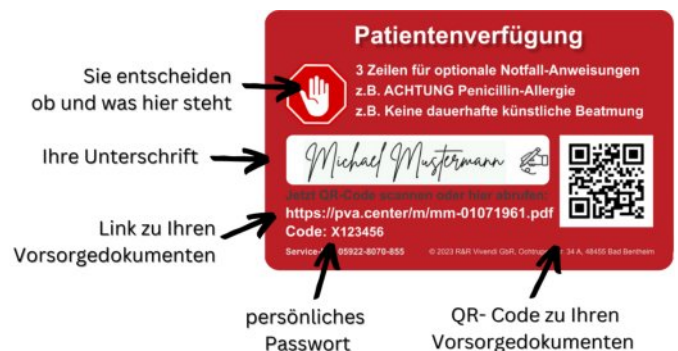 Patientenverfügung
Sie entscheiden
ob und was hier steht
3 Zeilen für optionale Notfall-Anweisungen
z.B. ACHTUNG Penicillin-Allergie
z.B. Keine dauerhafte künstliche Beatmung
Ihre Unterschrift
Michael Mustermann
Jetzt QR-Code scannen oder hier abrufen:
https://pva.center/m/mm-01071961.pdf
Code: X123456
Link zu Ihren
Vorsorgedokumenten
05922-8070-855
© 2023 R&R Vivendi GbR, 34 A, 48455 Bad Bentheim
persönliches
Passwort
QR- Code zu Ihren
Vorsorgedokumenten